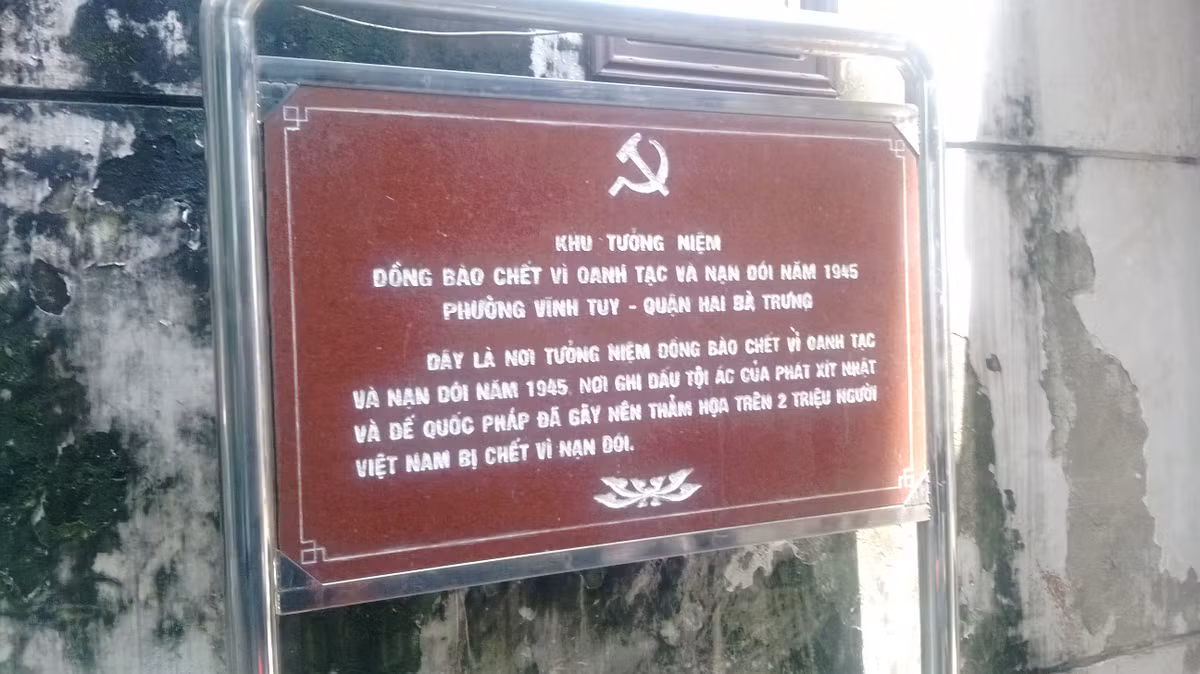 KHU TƯỞNG NIỆM
ĐỒNG BÀO CHẾT VÌ OANH TẠC VÀ NẠN ĐÓI NĂM 1945
PHƯỜNG VĨNH TUY - QUẬN HAI BÀ TRƯNG
ĐÂY LÀ NƠI TƯỞNG NIỆM ĐỒNG BÀO CHẾT VÌ OANH TẠC
VÀ NẠN ĐÓI NĂM 1945. NƠI GHI DẤU TỘI ÁC CỦA PHÁT XÍT NHẬT
VÀ ĐẾ QUỐC PHÁP ĐÃ GÂY NÊN THẢM HỌA TRÊN 2 TRIỆU NGƯỜI
VIỆT NAM BỊ CHẾT VÌ NẠN ĐÓI.